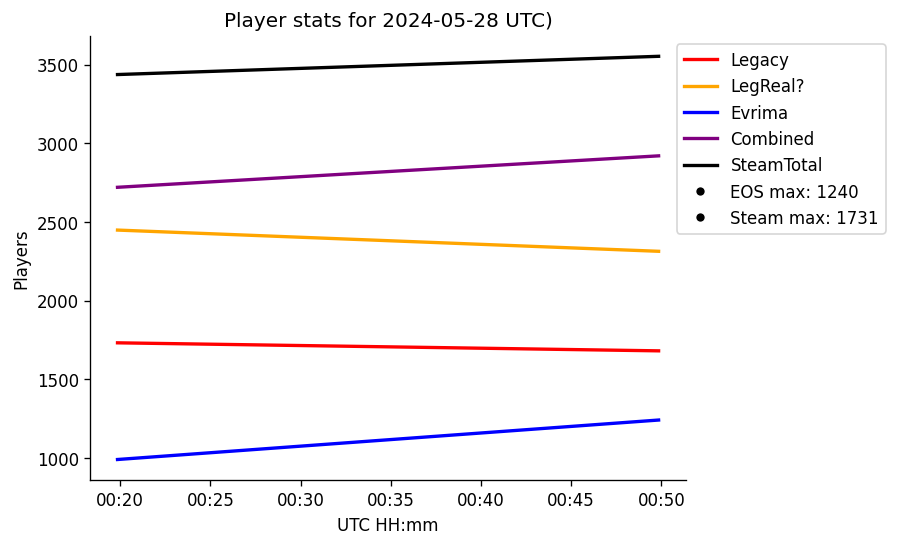 Player stats for 2024-05-28 UTC)
Legacy
LegReal?
Evrima
Combined
SteamTotal
EOS max: 1240
Steam max: 1731
Players
3500
3000
2500
2000
1500
1000
00:20 00:25 00:30 00:35 00:40 00:45 00:50
UTC HH:mm